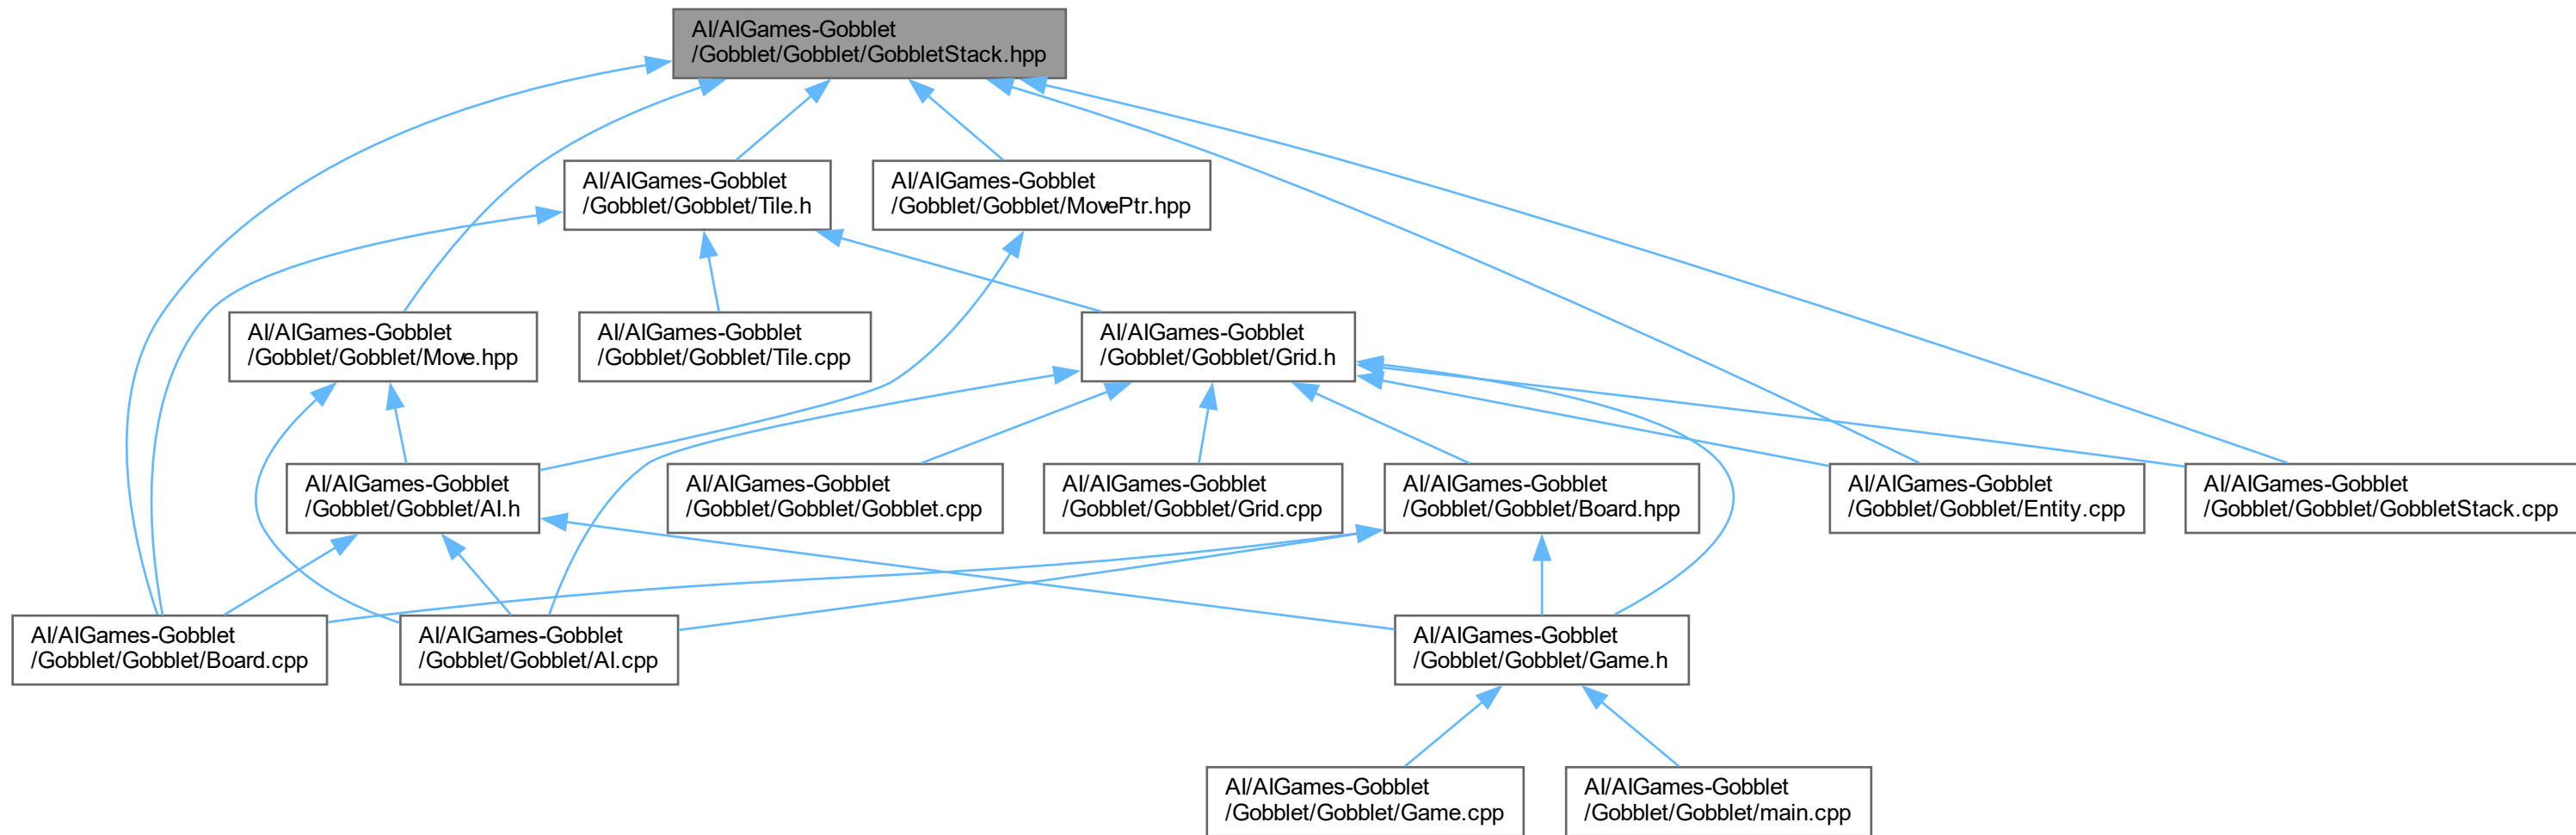 AI/AIGames-Gobblet
/Gobblet/Gobblet/GobbletStack.hpp
AI/AIGames-Gobblet
/Gobblet/Gobblet/Tile.h
AI/AIGames-Gobblet
/Gobblet/Gobblet/MovePtr.hpp
AI/AIGames-Gobblet
/Gobblet/Gobblet/Move.hpp
AI/AIGames-Gobblet
/Gobblet/Gobblet/Tile.cpp
AI/AIGames-Gobblet
/Gobblet/Gobblet/Grid.h
AI/AIGames-Gobblet
/Gobblet/Gobblet/AI.h
AI/AIGames-Gobblet
/Gobblet/Gobblet/Gobblet.cpp
AI/AIGames-Gobblet
/Gobblet/Gobblet/Grid.cpp
AI/AIGames-Gobblet
/Gobblet/Gobblet/Board.hpp
AI/AIGames-Gobblet
/Gobblet/Gobblet/Entity.cpp
AI/AIGames-Gobblet
/Gobblet/Gobblet/GobbletStack.cpp
AI/AIGames-Gobblet
/Gobblet/Gobblet/Board.cpp
AI/AIGames-Gobblet
/Gobblet/Gobblet/AI.cpp
AI/AIGames-Gobblet
/Gobblet/Gobblet/Game.h
AI/AIGames-Gobblet
/Gobblet/Gobblet/Game.cpp
AI/AIGames-Gobblet
/Gobblet/Gobblet/main.cpp